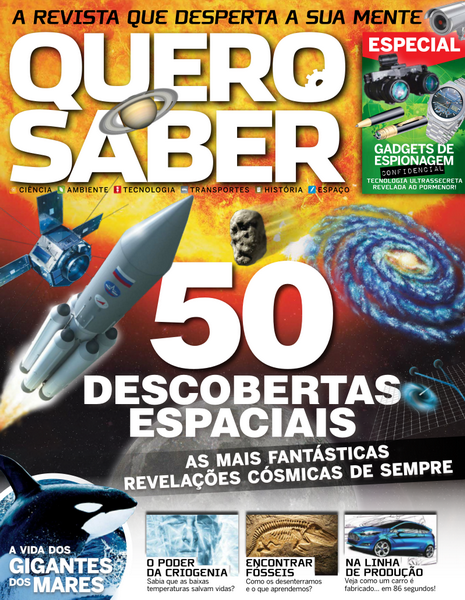 A REVISTA QUE DESPERTA A SUA MENTE
QUERO
SABER
CIÊNCIA AMBIENTE TECNOLOGIA TRANSPORTES HISTÓRIA ESPAÇO
ESPECIAL
GADGETS DE
ESPIONAGEM
CONFIDENCIAL
TECNOLOGIA ULTRASSECRETA
REVELADA AO PORMENOR!
50
DESCOBERTAS
ESPACIAIS
AS MAIS FANTÁSTICAS
REVELAÇÕES CÓSMICAS DE SEMPRE
A VIDA DOS
GIGANTES
DOS MARES
O PODER
DA CRIOGENIA
Sabia que as baixas
temperaturas salvam vidas?
ENCONTRAR
FÓSSEIS
Como os desenterramos
e o que aprendemos?
NA LINHA
DE PRODUÇÃO
Veja como um carro é
fabricado... em 86 segundos!